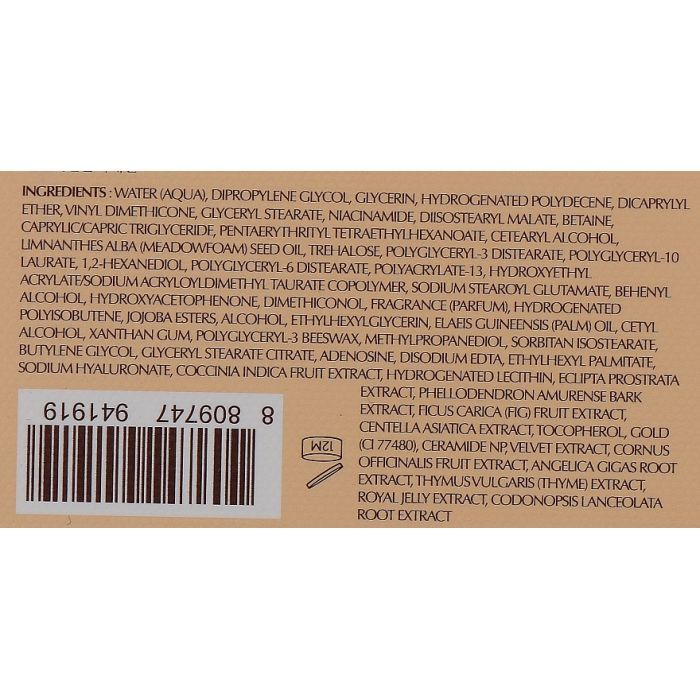 INGREDIENTS : WATER (AQUA), DIPROPYLENE GLYCOL, GLYCERIN, HYDROGENATED POLYDECENE, DICAPRYLYL
ETHER, VINYL DIMETHICONE, GLYCERYL STEARATE, NIACINAMIDE, DIISOSTEARYL MALATE, BETAINE,
CAPRYLIC/CAPRIC TRIGLYCERIDE, PENTAERYTHRITYL TETRAETHYLHEXANOATE, CETEARYL ALCOHOL,
LIMNANTHES ALBA (MEADOWFOAM) SEED OIL, TREHALOSE, POLYGLYCERYL-3 DISTEARATE, POLYGLYCERYL-10
LAURATE, 1,2-HEXANEDIOL, POLYGLYCERYL-6 DISTEARATE, POLYACRYLATE-13, HYDROXYETHYL
ACRYLATE/SODIUM ACRYLOYLDIMETHYL TAURATE COPOLYMER, SODIUM STEAROYL GLUTAMATE, BEHENYL
ALCOHOL, HYDROXYACETOPHENONE, DIMETHICONOL, FRAGRANCE (PARFUM), HYDROGENATED
POLYISOBUTENE, JOJOBA ESTERS, ALCOHOL, ETHYLHEXYLGLYCERIN, ELAEIS GUINEENSIS (PALM) OIL, CETYL
ALCOHOL, XANTHAN GUM, POLYGLYCERYL-3 BEESWAX, METHYLPROPANEDIOL, SORBITAN ISOSTEARATE,
BUTYLENE GLYCOL, GLYCERYL STEARATE CITRATE, ADENOSINE, DISODIUM EDTA, ETHYLHEXYL PALMITATE,
SODIUM HYALURONATE, COCCINIA INDICA FRUIT EXTRACT, HYDROGENATED LECITHIN, ECLIPTA PROSTRATA
EXTRACT, PHELLODENDRON AMURENSE BARK
EXTRACT, FICUS CARICA (FIG) FRUIT EXTRACT,
CENTELLA ASIATICA EXTRACT, TOCOPHEROL, GOLD
(CI 77480), CERAMIDE NP, VELVET EXTRACT, CORNUS
OFFICINALIS FRUIT EXTRACT, ANGELICA GIGAS ROOT
EXTRACT, THYMUS VULGARIS (THYME) EXTRACT,
ROYAL JELLY EXTRACT, CODONOPSIS LANCEOLATA
ROOT EXTRACT
8 809747 941919
12M